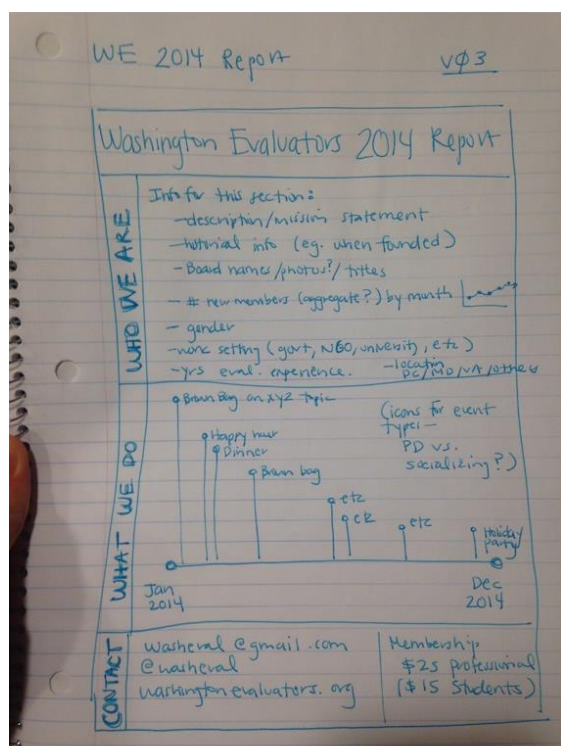 WE 2014 Report
vØ3
Washington Evaluators 2014 Report
WHO WE ARE
Info for this section:
-description/mission statement
-historical info (eg. when founded)
-Board names/photos?/titles
-# new members (aggregate?) by month
-gender
-work setting (govt, NGO, university, etc)
-yrs eval. experience.
-location
DC/MD/VA/other
WHAT WE DO
Brown Bag on XYZ topic
(icons for event
types—
PD vs.
socializing?)
Happy hour
Dinner
Brown bag
etc
etc
etc
Holiday
party
Jan
2014
Dec
2014
CONTACT
washeval@gmail.com
@washeval
washingtonevaluators.org
Membership
$25 professional
($15 students)